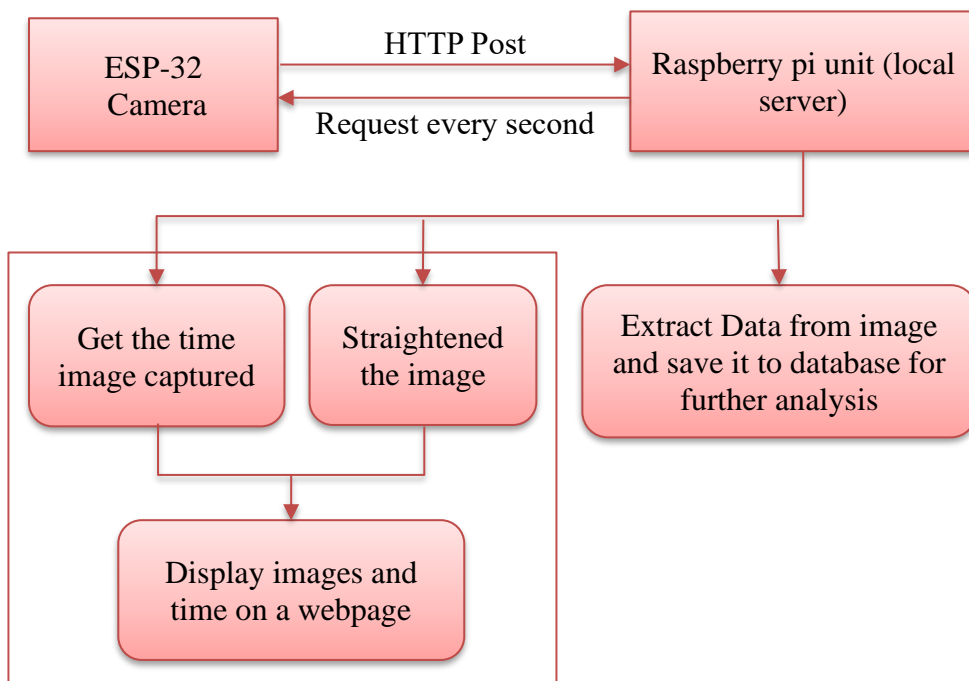 ESP-32
Camera
HTTP Post
Request every second
Raspberry pi unit (local
server)
Get the time
image captured
Straightened
the image
Extract Data from image
and save it to database for
further analysis
Display images and
time on a webpage